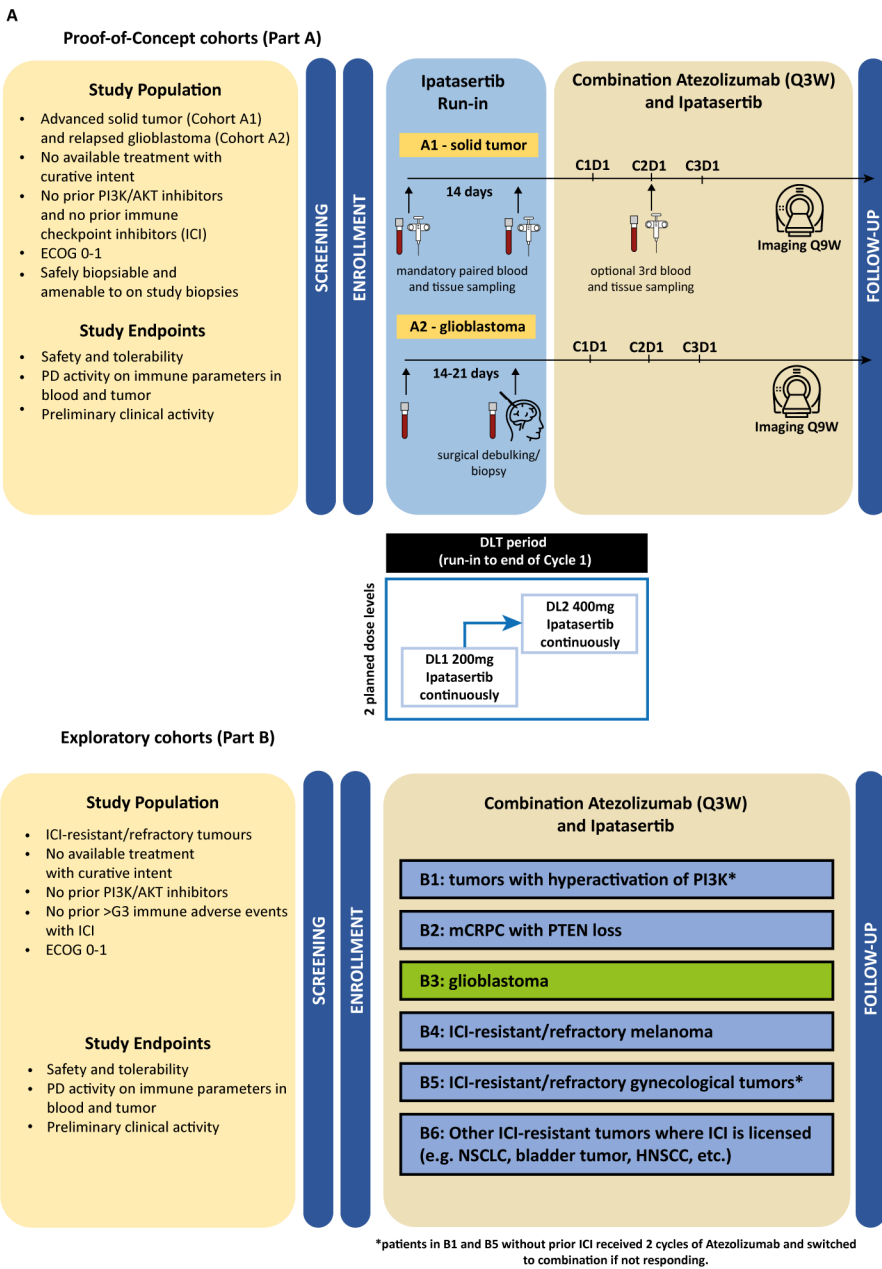 A
Proof-of-Concept cohorts (Part A)
Study Population
• Advanced solid tumor (Cohort A1)
and relapsed glioblastoma (Cohort A2)
• No available treatment with
curative intent
• No prior PI3K/AKT inhibitors
and no prior immune
checkpoint inhibitors (ICI)
• ECOG 0-1
• Safely biopsiable and
amenable to on study biopsies
Study Endpoints
• Safety and tolerability
• PD activity on immune parameters in
blood and tumor
• Preliminary clinical activity
SCREENING
ENROLLMENT
Ipatasertib
Run-in
A1 - solid tumor
14 days
mandatory paired blood
and tissue sampling
A2 - glioblastoma
14-21 days
surgical debulking/
biopsy
Combination Atezolizumab (Q3W)
and Ipatasertib
C1D1 C2D1 C3D1
optional 3rd blood
and tissue sampling
Imaging Q9W
C1D1 C2D1 C3D1
Imaging Q9W
FOLLOW-UP
DLT period
(run-in to end of Cycle 1)
2 planned dose levels
DL1 200mg
Ipatasertib
continuously
DL2 400mg
Ipatasertib
continuously
Exploratory cohorts (Part B)
Study Population
• ICI-resistant/refractory tumours
• No available treatment
with curative intent
• No prior PI3K/AKT inhibitors
• No prior >G3 immune adverse events
with ICI
• ECOG 0-1
Study Endpoints
• Safety and tolerability
• PD activity on immune parameters in
blood and tumor
• Preliminary clinical activity
SCREENING
ENROLLMENT
Combination Atezolizumab (Q3W)
and Ipatasertib
B1: tumors with hyperactivation of PI3K*
B2: mCRPC with PTEN loss
B3: glioblastoma
B4: ICI-resistant/refractory melanoma
B5: ICI-resistant/refractory gynecological tumors*
B6: Other ICI-resistant tumors where ICI is licensed
(e.g. NSCLC, bladder tumor, HNSCC, etc.)
FOLLOW-UP
*patients in B1 and B5 without prior ICI received 2 cycles of Atezolizumab and switched
to combination if not responding.